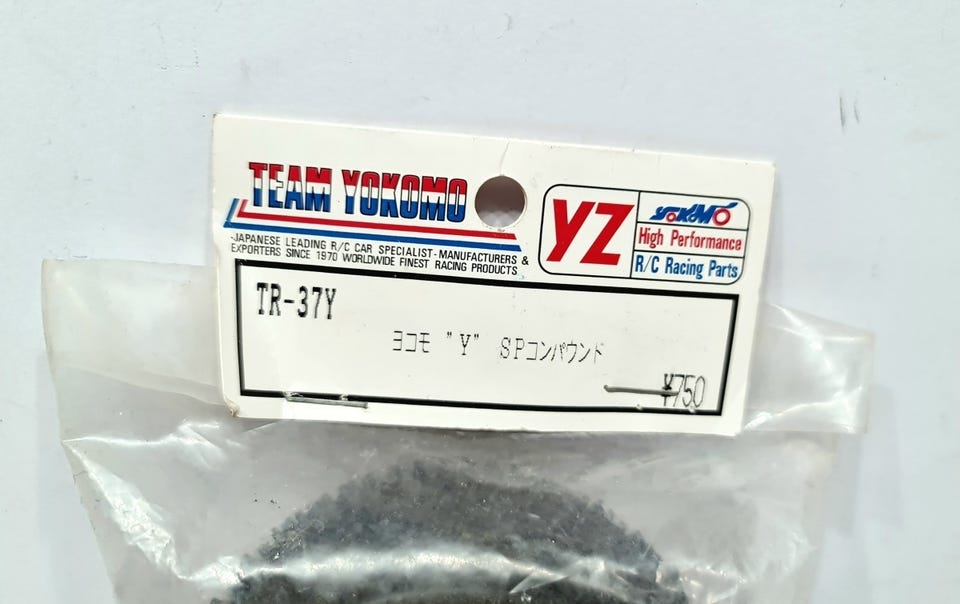 TEAM YOKOMO
JAPANESE LEADING R/C CAR SPECIALIST-MANUFACTURERS &
EXPORTERS SINCE 1970 WORLDWIDE FINEST RACING PRODUCTS
YZ
YOKOMO
High Performance
R/C Racing Parts
TR-37Y
ヨコモ "Y" SPコンパウンド
¥750